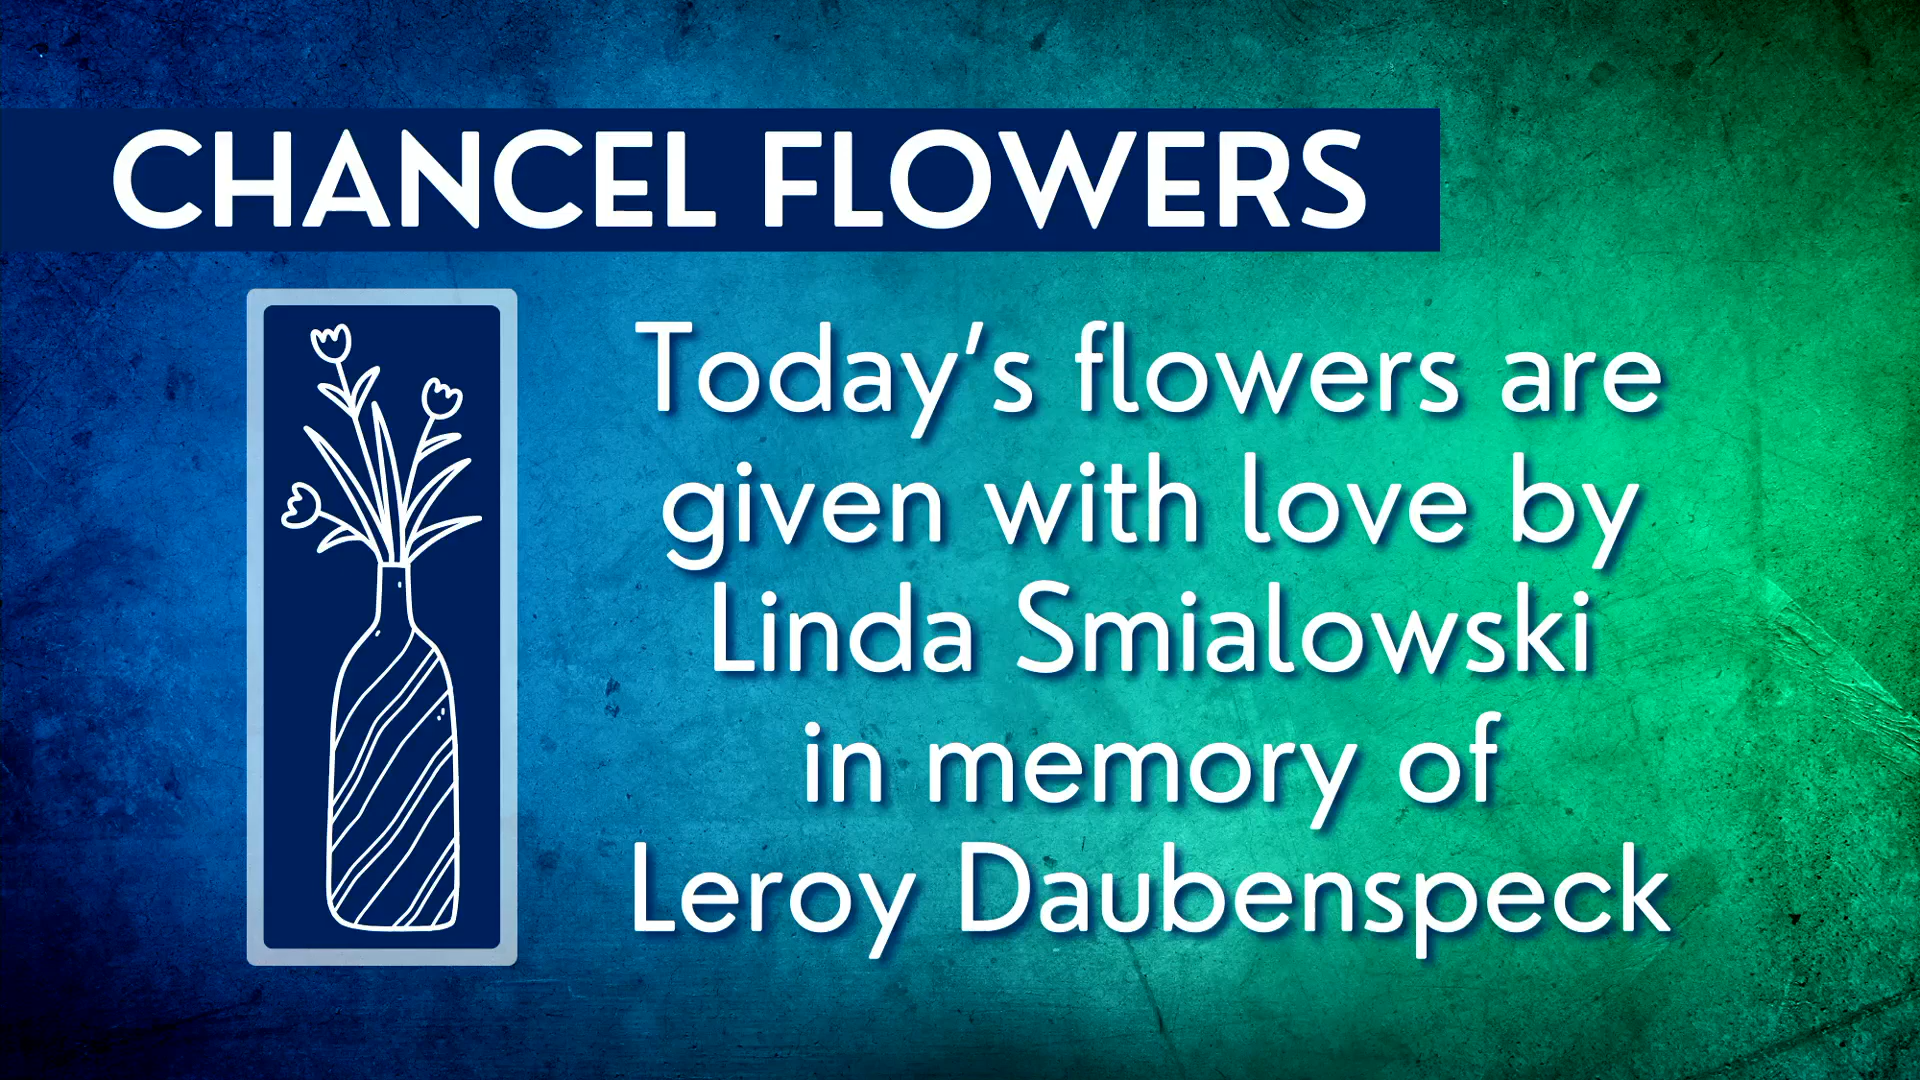 CHANCEL FLOWERS
Today's flowers are
given with love by
Linda Smialowski
in memory of
Leroy Daubenspeck